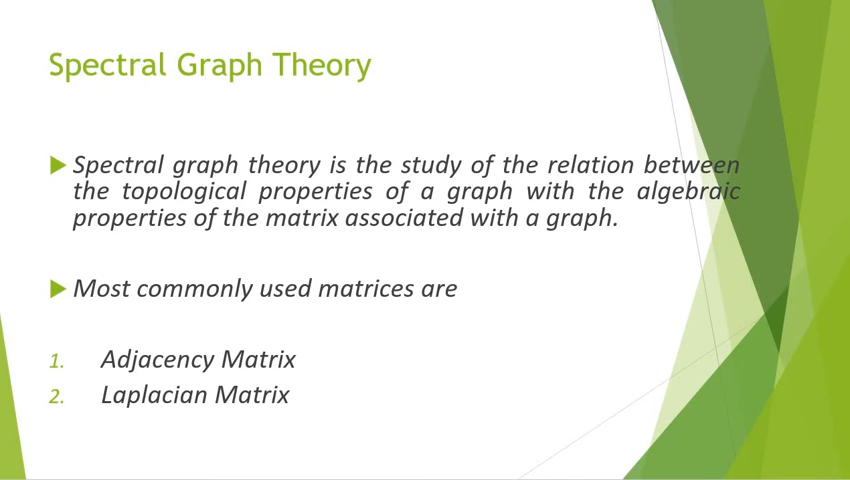 Spectral Graph Theory
Spectral graph theory is the study of the relation between
the topological properties of a graph with the algebraic
properties of the matrix associated with a graph.
Most commonly used matrices are
1. Adjacency Matrix
2. Laplacian Matrix